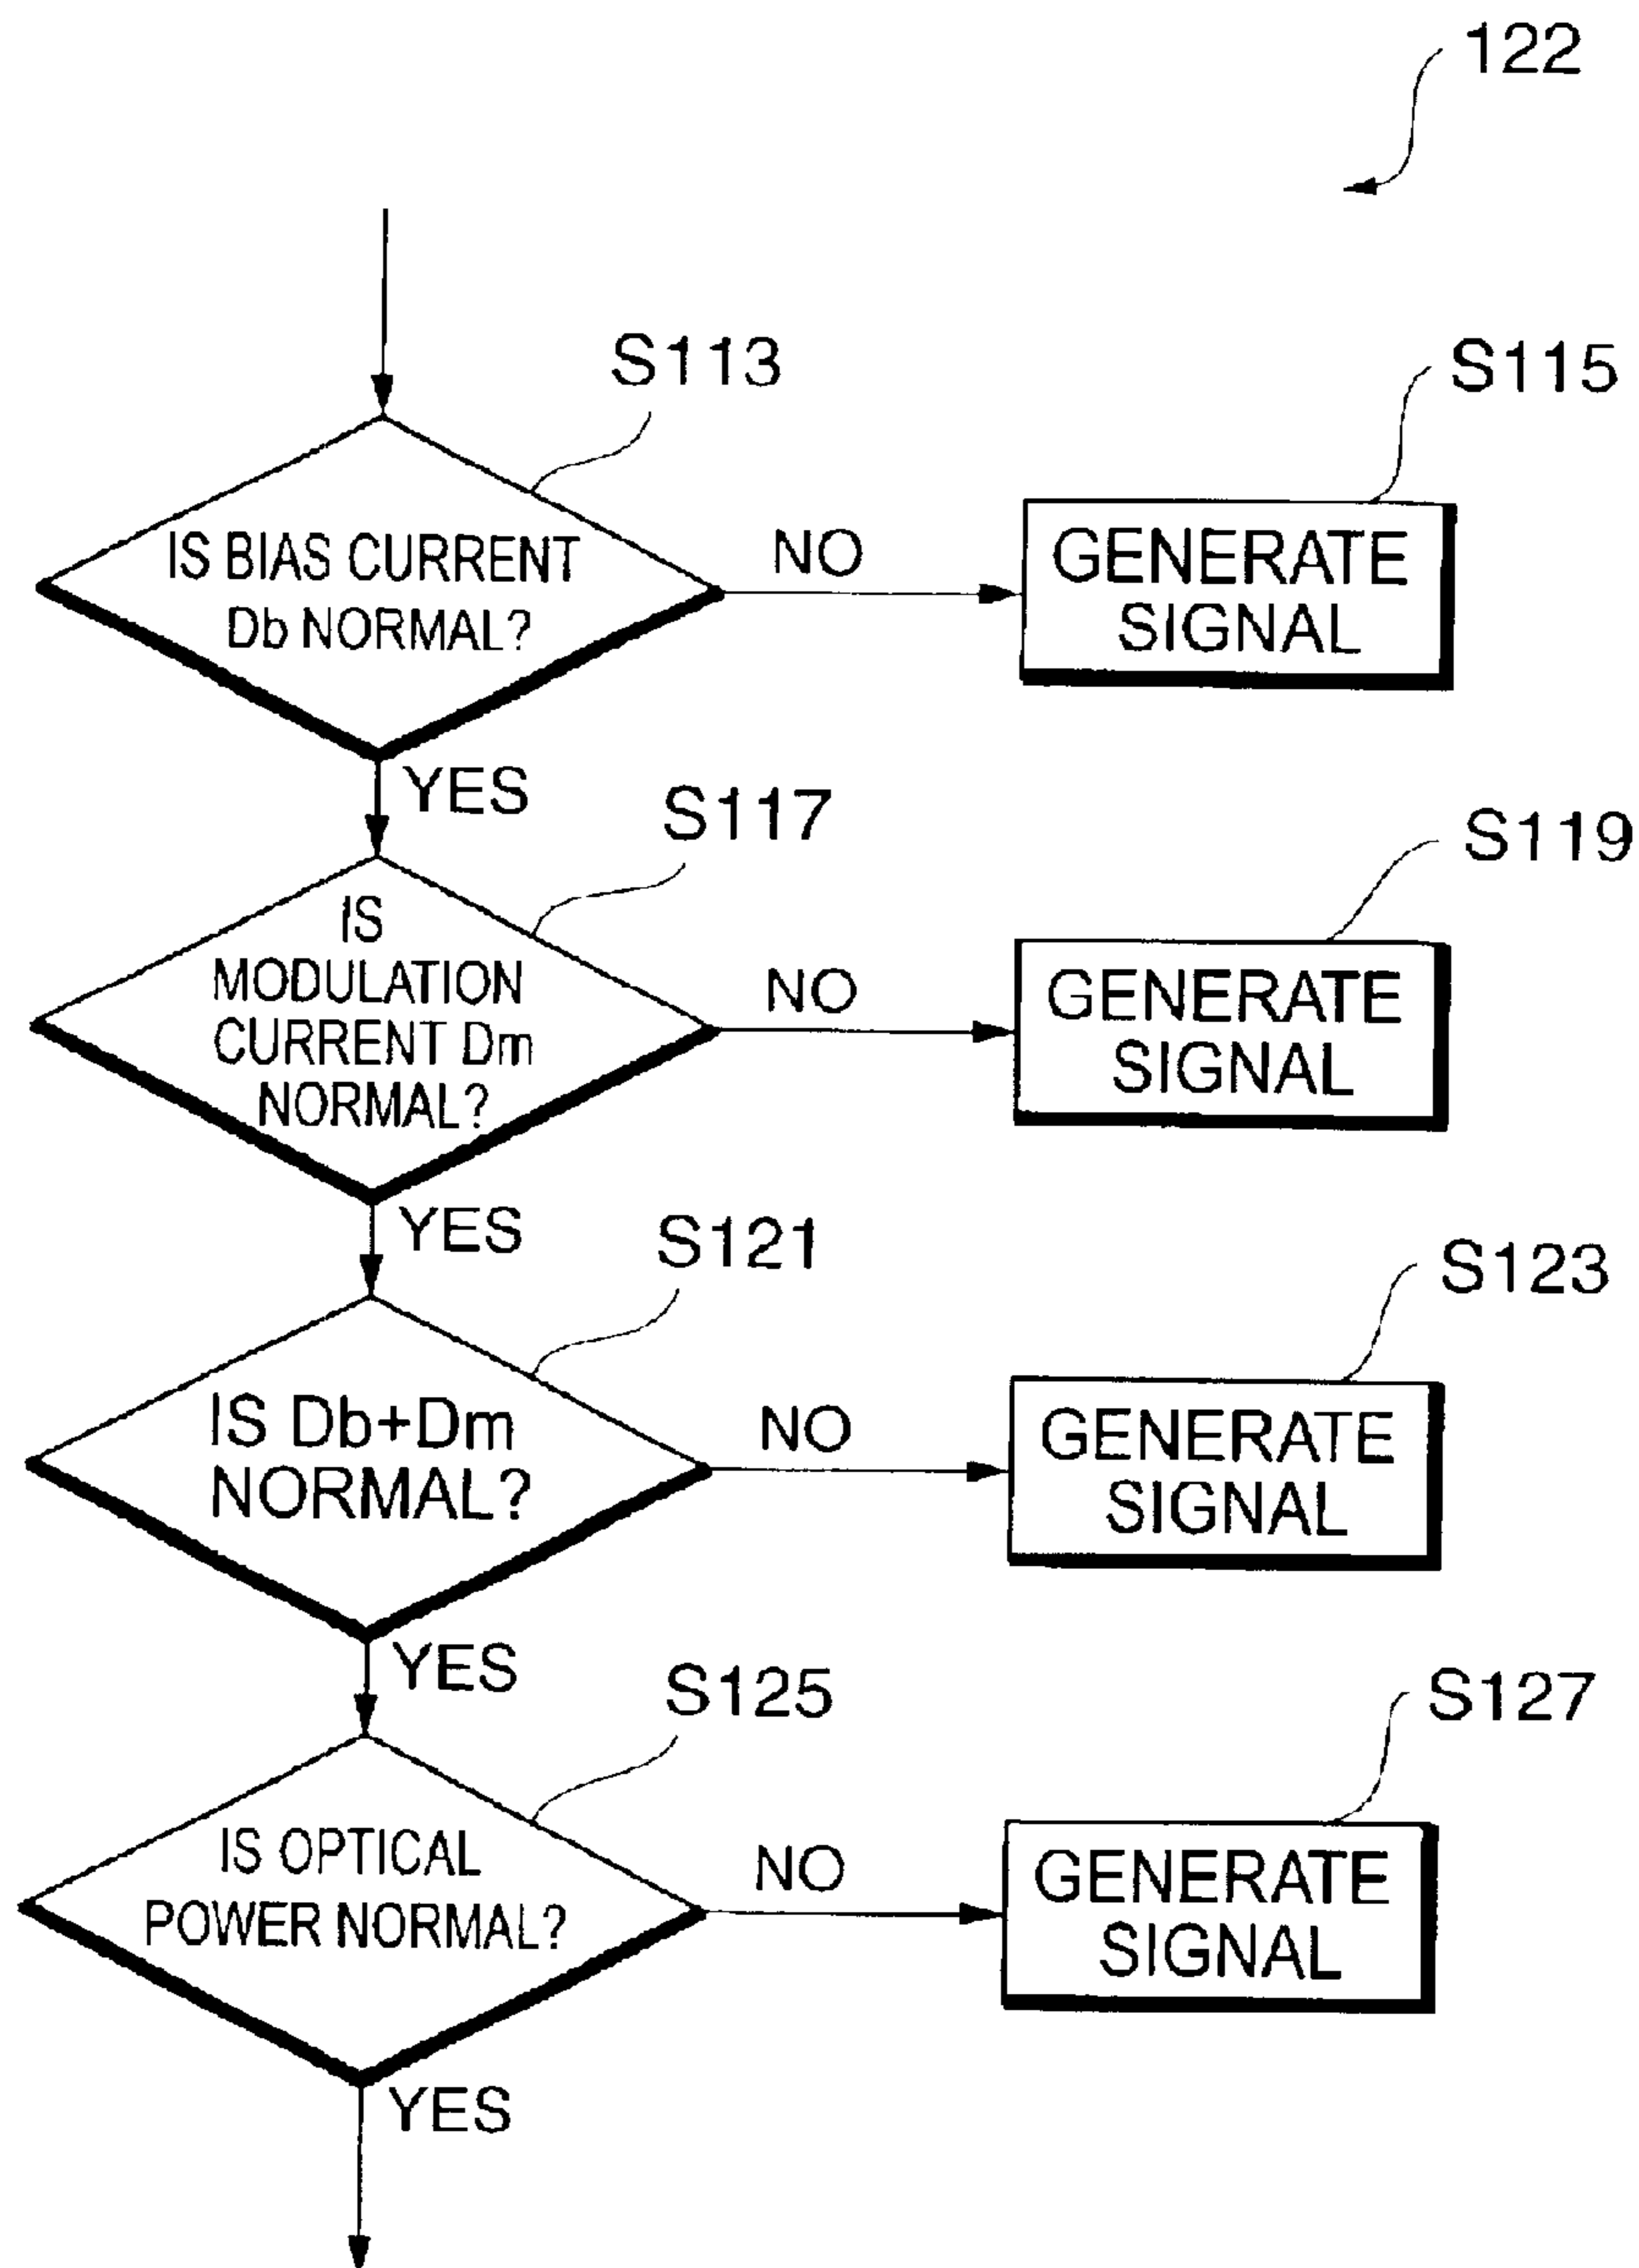 122
S113
S115
IS BIAS CURRENT
Db NORMAL?
NO
GENERATE
SIGNAL
YES
S117
S119
IS
MODULATION
CURRENT Dm
NORMAL?
NO
GENERATE
SIGNAL
YES
S121
S123
IS Db+Dm
NORMAL?
NO
GENERATE
SIGNAL
YES
S125
S127
IS OPTICAL
POWER NORMAL?
NO
GENERATE
SIGNAL
YES